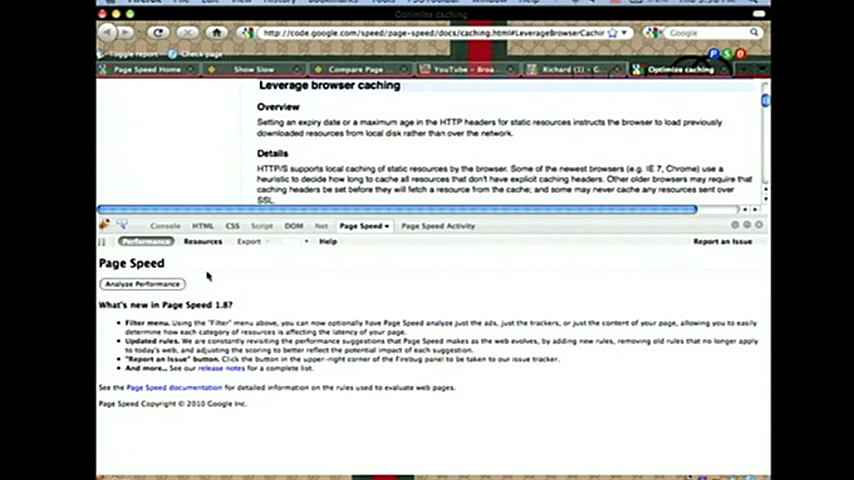 Optimize caching
http://code.google.com/speed/page-speed/docs/caching.html#LeverageBrowserCachin
Google
Toggle report Check page
Page Speed Home Show Slow Compare Page ... YouTube - Broa... Richard (1) - G... Optimize caching
Leverage browser caching
Overview
Setting an expiry date or a maximum age in the HTTP headers for static resources instructs the browser to load previously
downloaded resources from local disk rather than over the network.
Details
HTTP/S supports local caching of static resources by the browser. Some of the newest browsers (e.g. IE 7, Chrome) use a
heuristic to decide how long to cache all resources that don't have explicit caching headers. Other older browsers may require that
caching headers be set before they will fetch a resource from the cache; and some may never cache any resources sent over
SSL.
Console HTML CSS Script DOM Net Page Speed Page Speed Activity
Performance Resources Export Help Report an Issue
Page Speed
Analyze Performance
What's new in Page Speed 1.8?
Filter menu. Using the "Filter" menu above, you can now optionally have Page Speed analyze just the ads, just the trackers, or just the content of your page, allowing you to easily
determine how each category of resources is affecting the latency of your page.
Updated rules. We are constantly revisiting the performance suggestions that Page Speed makes as the web evolves, by adding new rules, removing old rules that no longer apply
to today's web, and adjusting the scoring to better reflect the potential impact of each suggestion.
"Report an Issue" button. Click the button in the upper-right corner of the Firebug panel to be taken to our issue tracker.
And more... See our release notes for a complete list.
See the Page Speed documentation for detailed information on the rules used to evaluate web pages.
Page Speed Copyright © 2010 Google Inc.